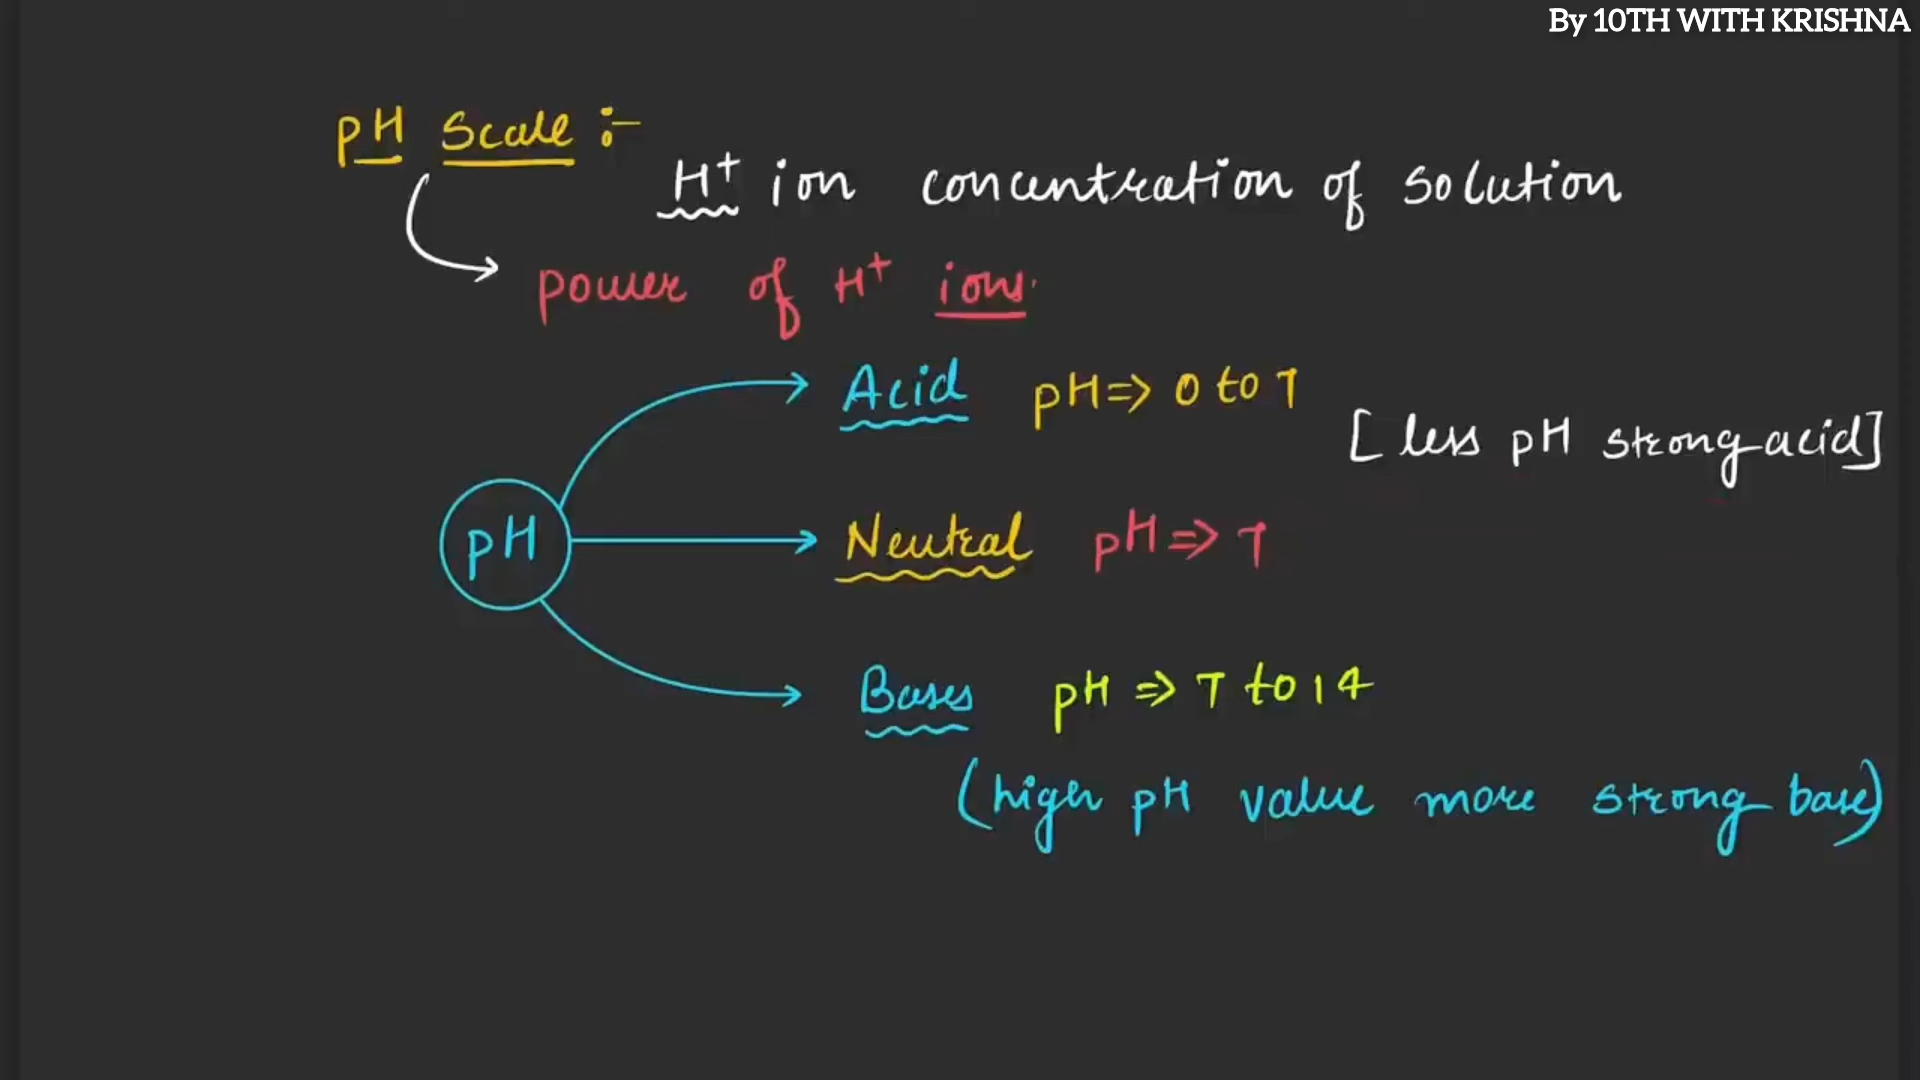 By 10TH WITH KRISHNA
pH Scale :-
H+ ion concentration of solution
power of H+ ions.
Acid pH => 0 to 7
[less pH strong acid]
pH
Neutral pH => 7
Bases pH => 7 to 14
(higher pH value more strong base)